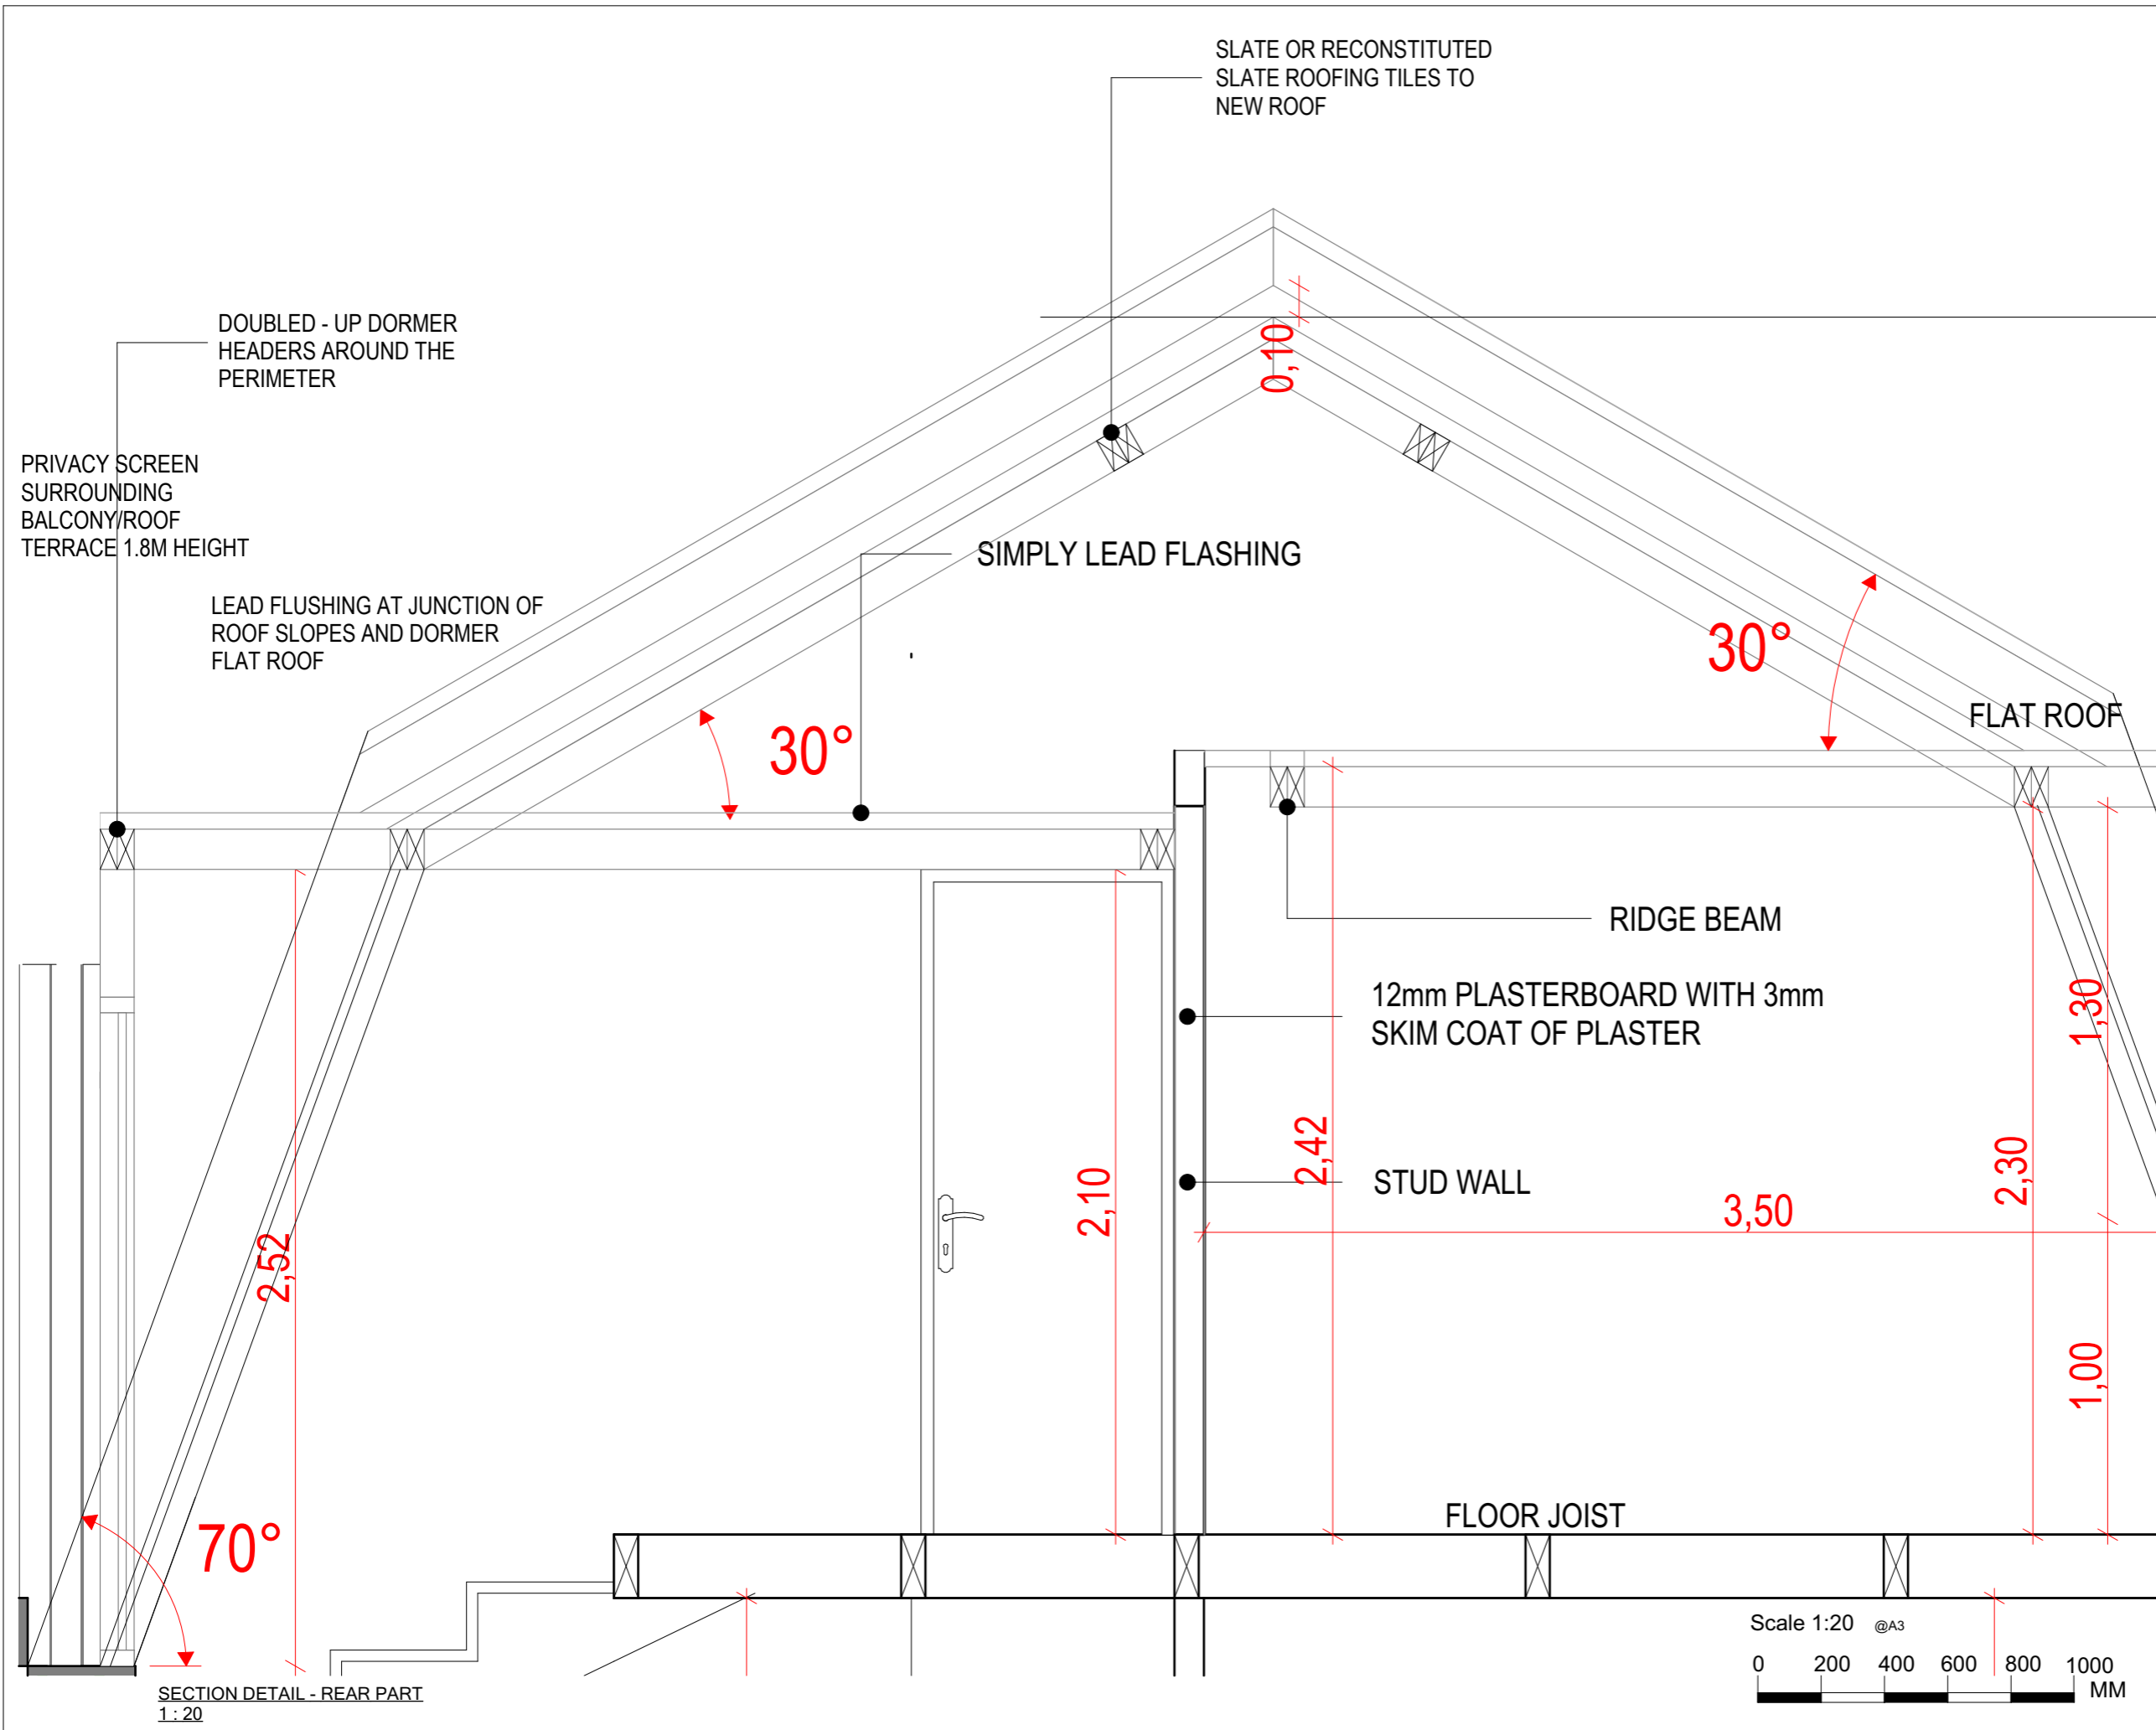 SLATE OR RECONSTITUTED
SLATE ROOFING TILES TO
NEW ROOF
DOUBLED - UP DORMER
HEADERS AROUND THE
PERIMETER
0,10
PRIVACY SCREEN
SURROUNDING
BALCONY/ROOF
TERRACE 1.8M HEIGHT
SIMPLY LEAD FLASHING
LEAD FLUSHING AT JUNCTION OF
ROOF SLOPES AND DORMER
FLAT ROOF
30°
30°
FLAT ROOF
RIDGE BEAM
12mm PLASTERBOARD WITH 3mm
SKIM COAT OF PLASTER
1,30
2,42
2,30
2,10
STUD WALL
3,50
2,52
1,00
FLOOR JOIST
70°
Scale 1:20 @A3
0 200 400 600 800 1000
MM
SECTION DETAIL - REAR PART
1 : 20